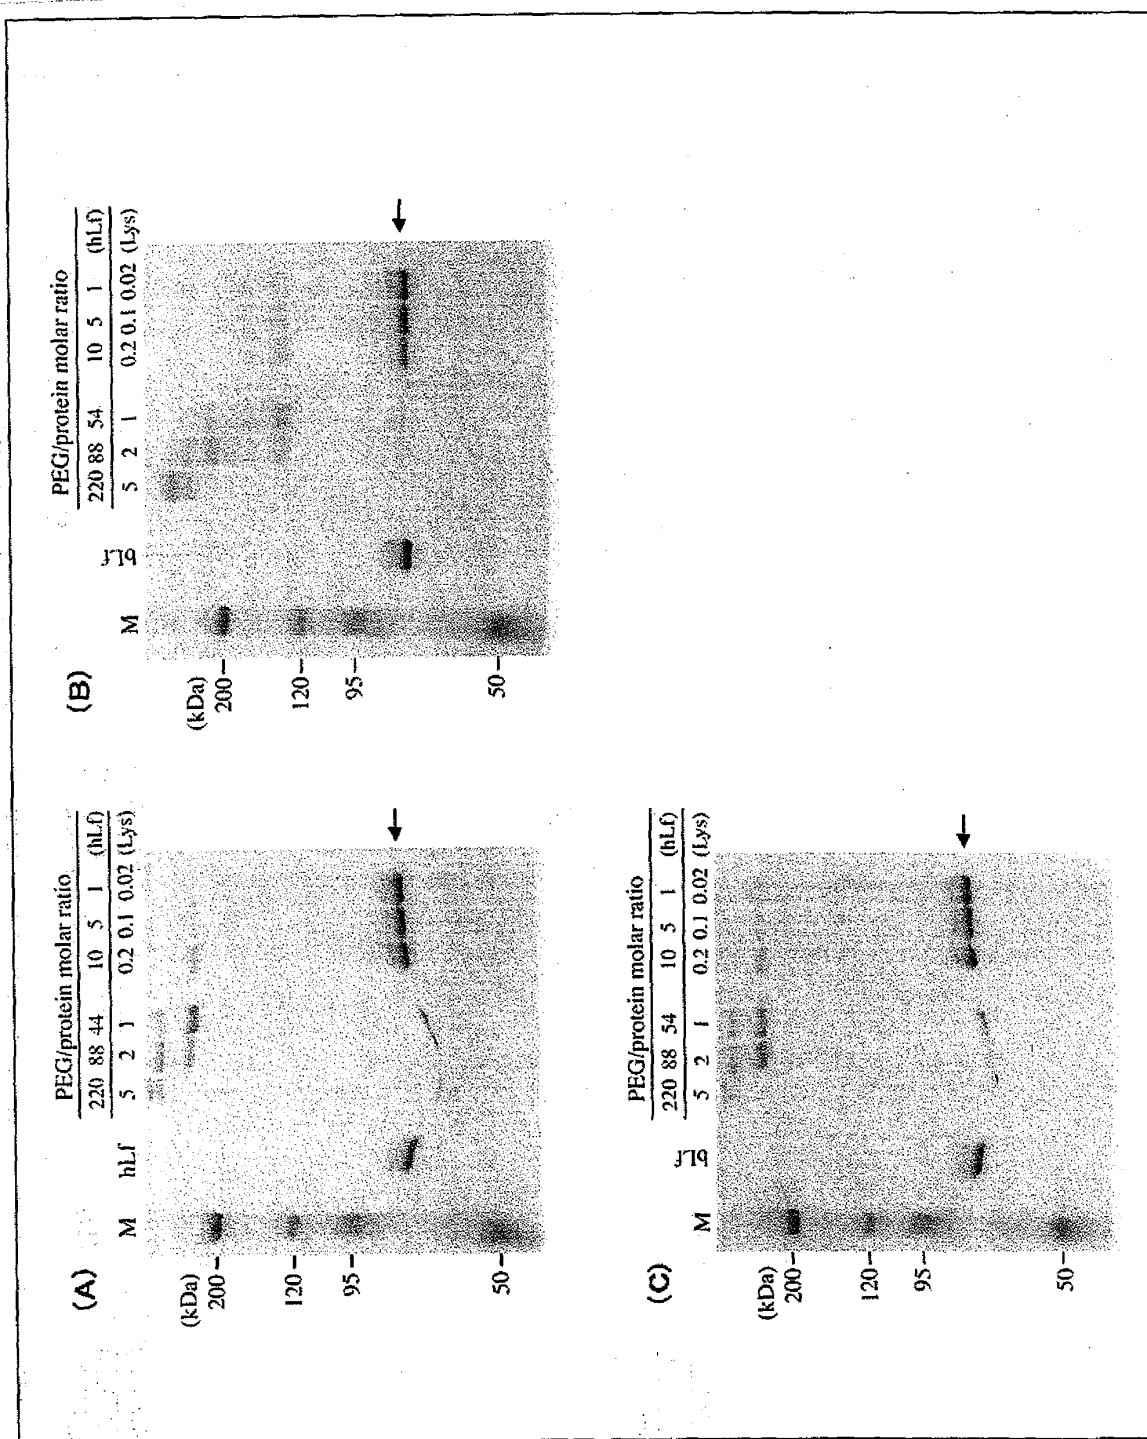 (A)
PEG/protein molar ratio
220 88 44 10 5 1 (hLf)
M hLf 5 2 1 0.2 0.1 0.02 (Lys)
(kDa)
200
120
95
50
(B)
PEG/protein molar ratio
220 88 54 10 5 1 (hLf)
M bLf 5 2 1 0.2 0.1 0.02 (Lys)
(kDa)
200
120
95
50
(C)
PEG/protein molar ratio
220 88 54 10 5 1 (hLf)
M bLf 5 2 1 0.2 0.1 0.02 (Lys)
(kDa)
200
120
95
50